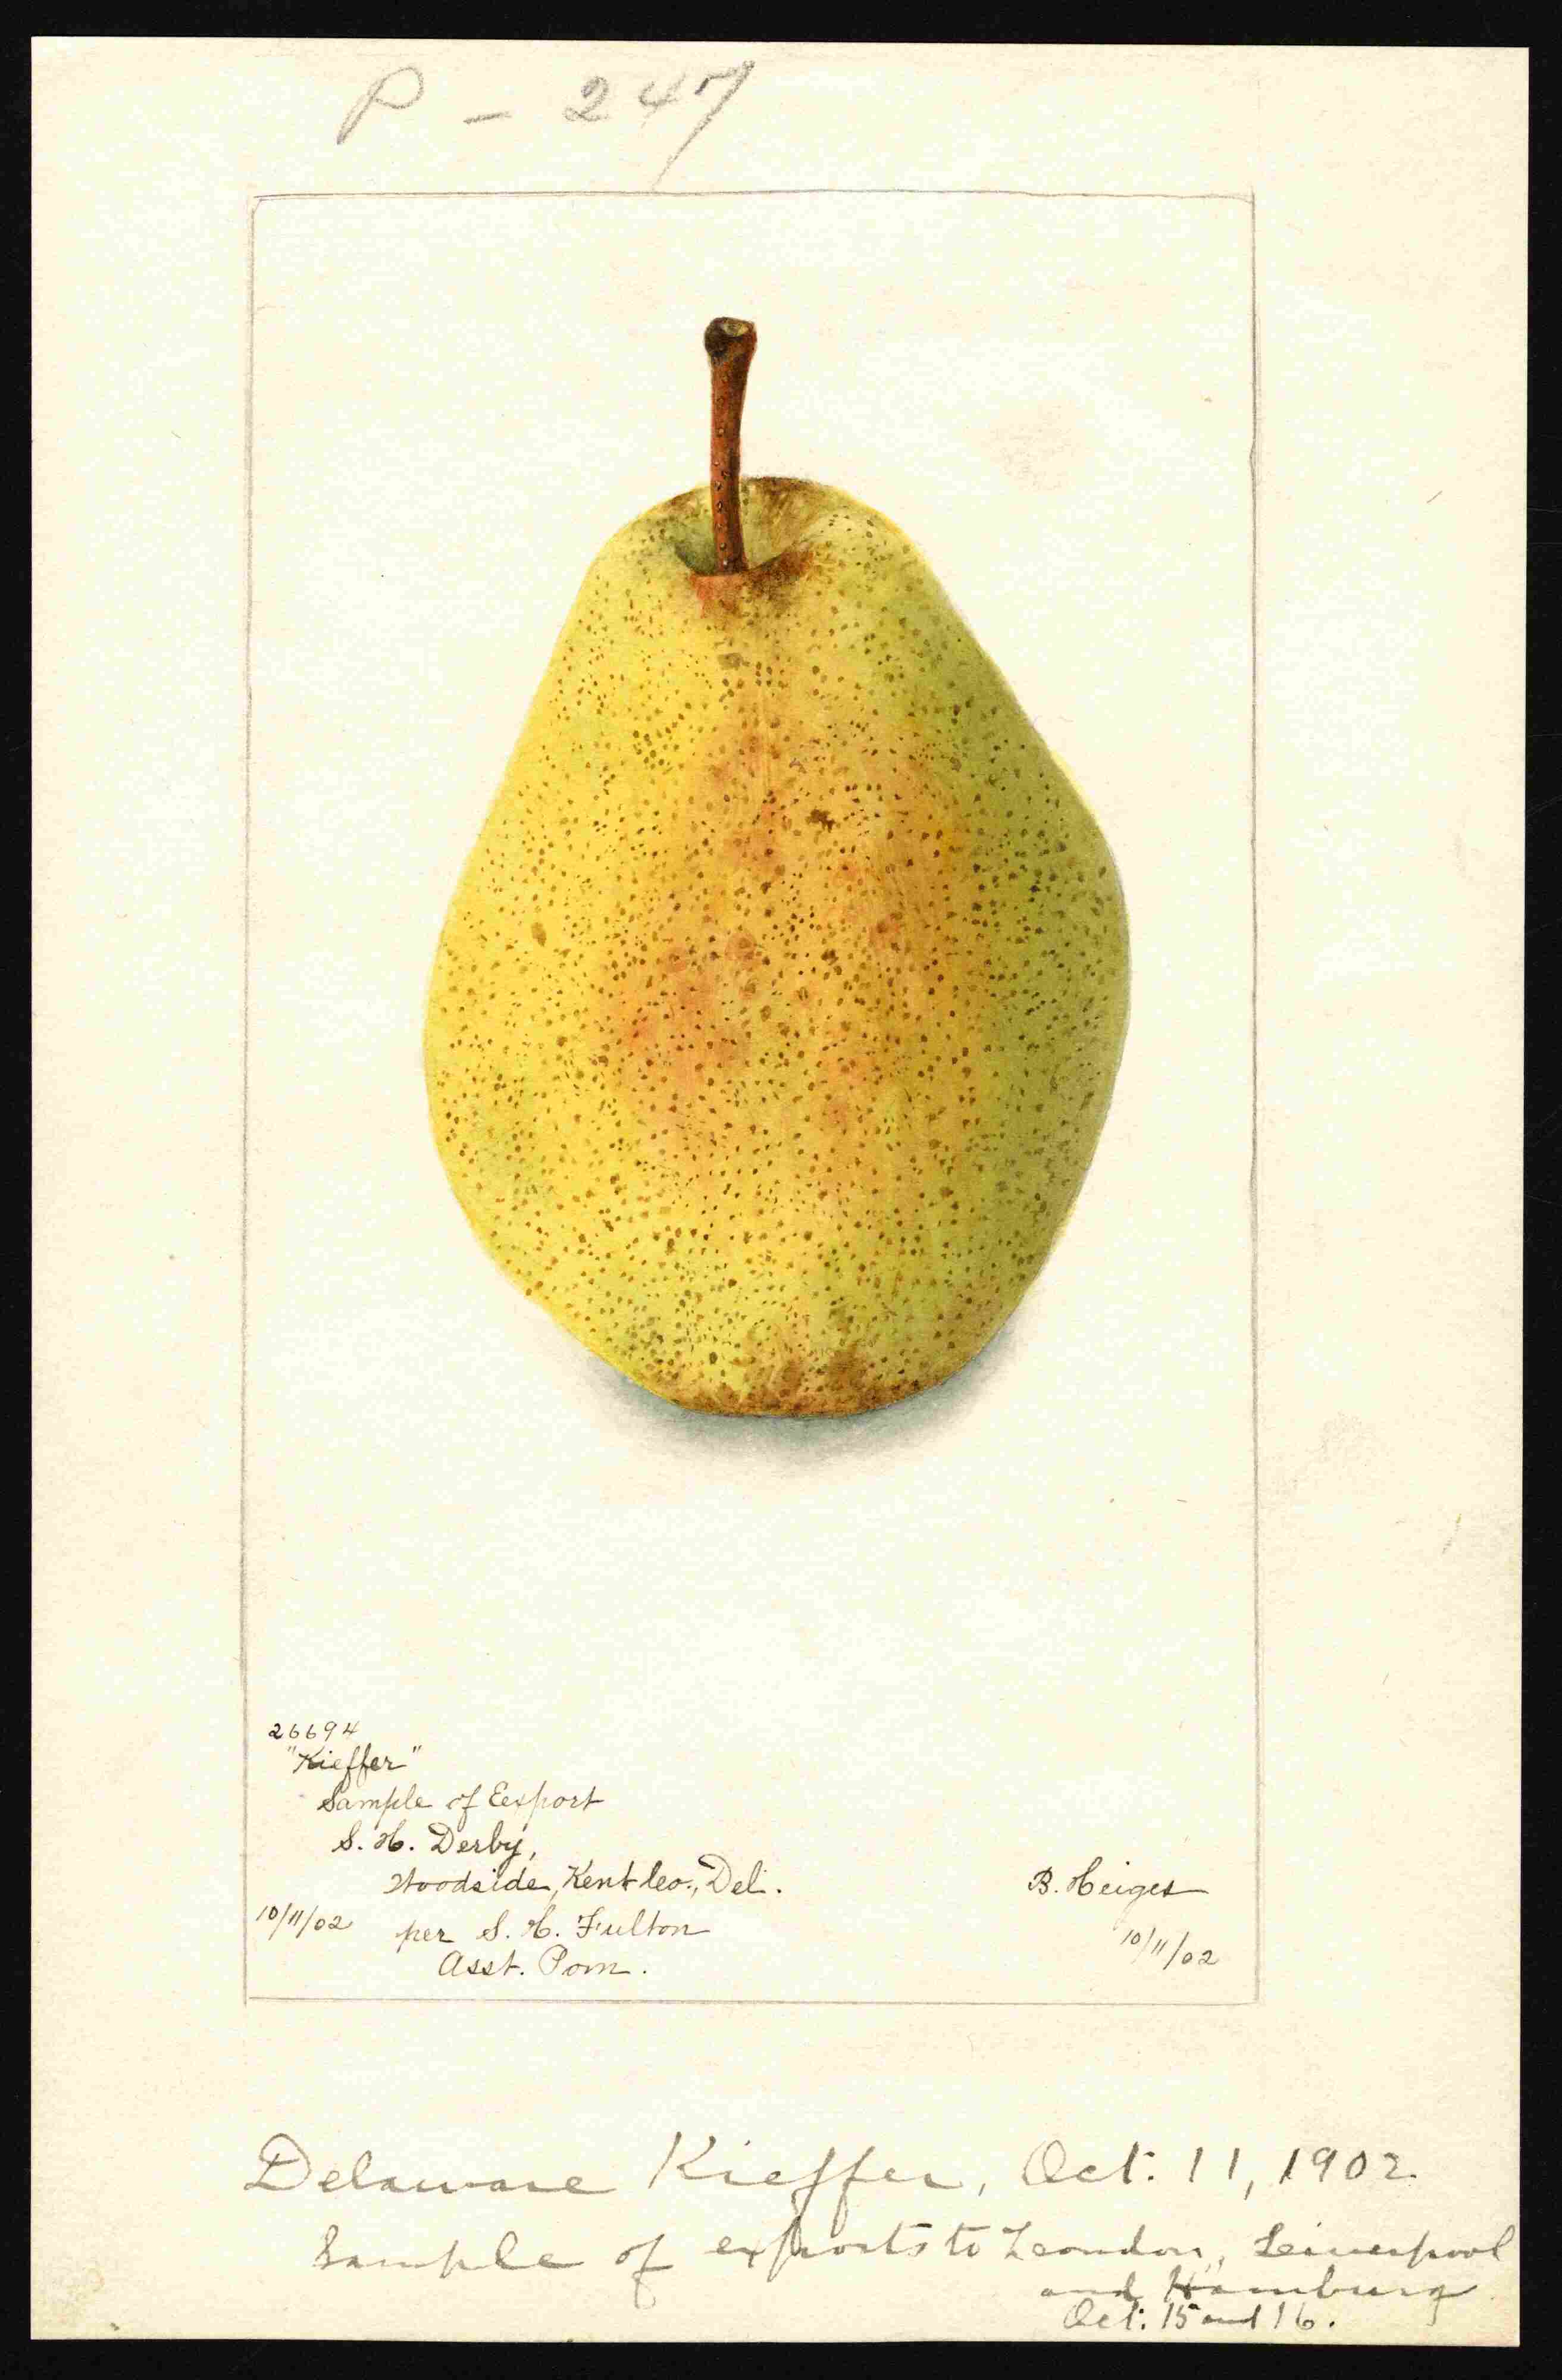 P - 247
26694
"Kieffer"
Sample of Export
S. H. Derby,
Woodside, Kent Co., Del.
10/11/02 per S. H. Fulton
Asst. Pom.
B. Heiges
10/11/02
Delaware Kieffer, Oct. 11, 1902.
Sample of exports to London, Liverpool
and Hamburg
Oct. 15 and 16.